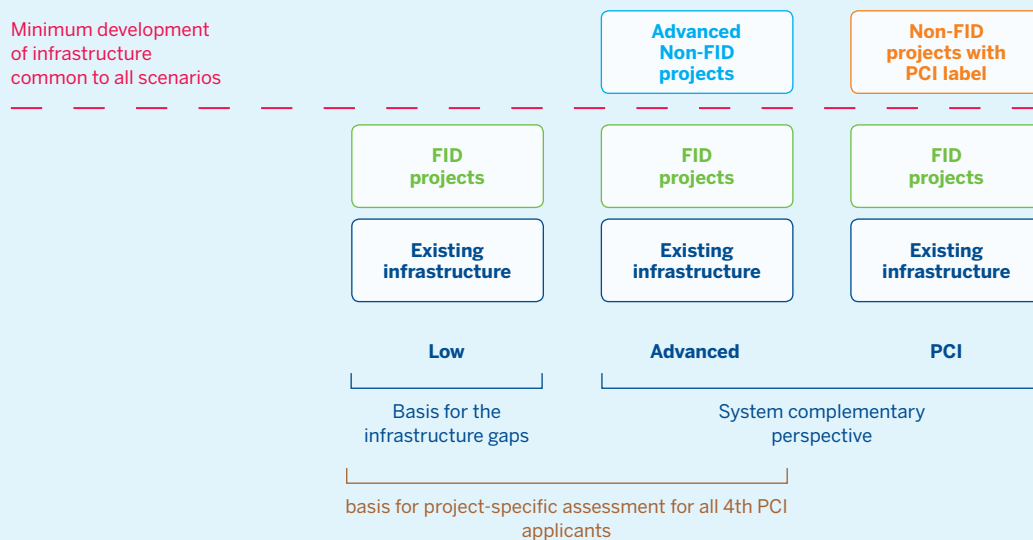 Minimum development
of infrastructure
common to all scenarios
Advanced
Non-FID
projects
Non-FID
projects with
PCI label
FID
projects
FID
projects
FID
projects
Existing
infrastructure
Existing
infrastructure
Existing
infrastructure
Low
Advanced
PCI
Basis for the
infrastructure gaps
System complementary
perspective
basis for project-specific assessment for all 4th PCI
applicants